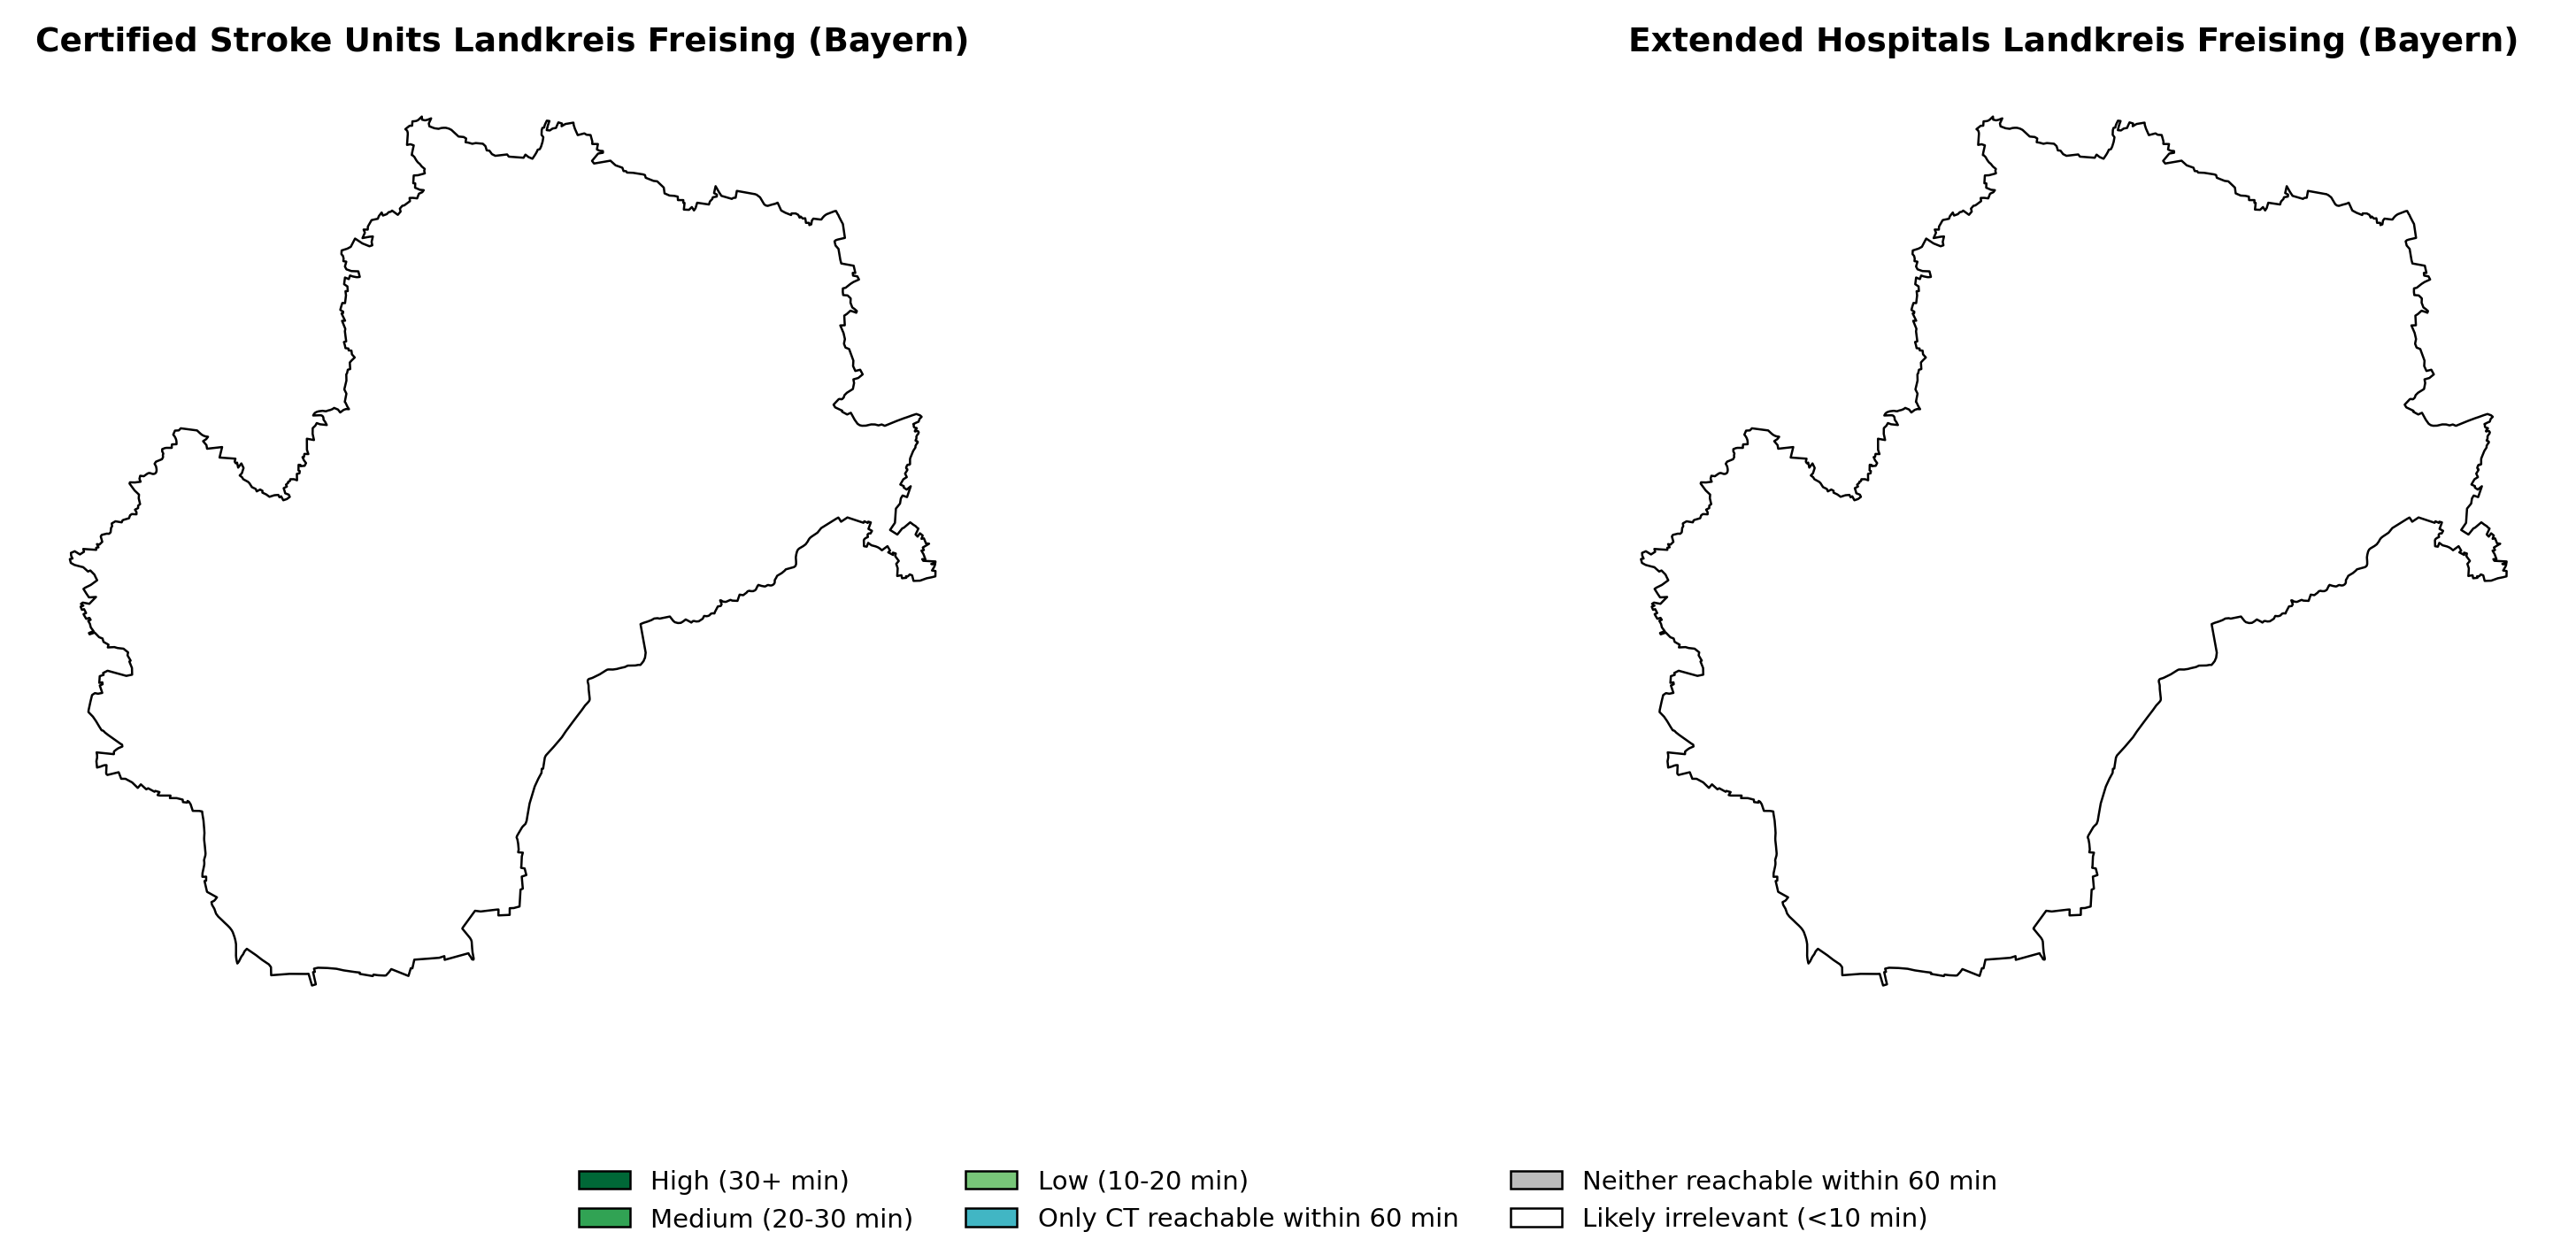 Certified Stroke Units Landkreis Freising (Bayern)
Extended Hospitals Landkreis Freising (Bayern)
High (30+ min)
Medium (20-30 min)
Low (10-20 min)
Only CT reachable within 60 min
Neither reachable within 60 min
Likely irrelevant (<10 min)